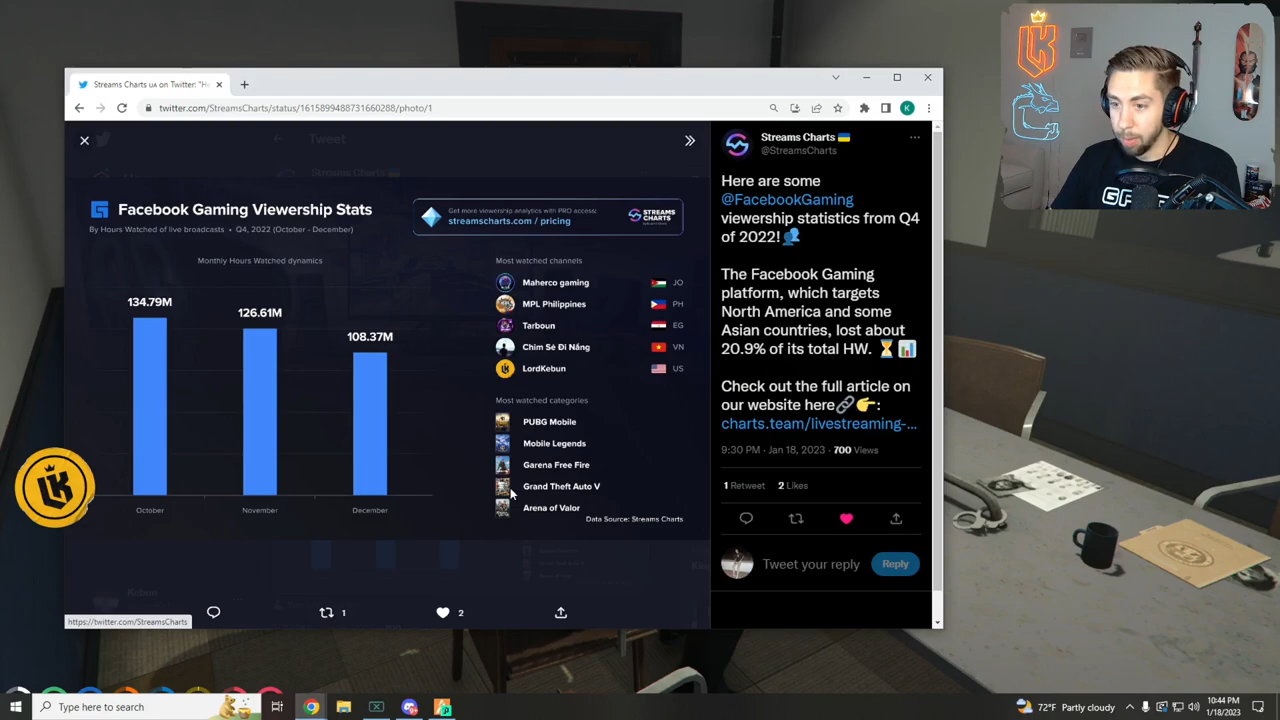 Streams Charts ᴜᴀ on Twitter: "He
twitter.com/StreamsCharts/status/1615899488731660288/photo/1
K
Tweet
Facebook Gaming Viewership Stats
By Hours Watched of live broadcasts • Q4, 2022 (October - December)
Get more viewership analytics with PRO access:
streamscharts.com / pricing
STREAMS
CHARTS
Monthly Hours Watched dynamics
134.79M
126.61M
108.37M
October
November
December
Most watched channels
Maherco gaming JO
MPL Philippines PH
Tarboun EG
Chim Sẻ Đi Nắng VN
LordKebun US
Most watched categories
PUBG Mobile
Mobile Legends
Garena Free Fire
Grand Theft Auto V
Arena of Valor
Data Source: Streams Charts
1
2
https://twitter.com/StreamsCharts
Streams Charts
@StreamsCharts
Here are some
@FacebookGaming
viewership statistics from Q4
of 2022!
The Facebook Gaming
platform, which targets
North America and some
Asian countries, lost about
20.9% of its total HW.
Check out the full article on
our website here :
charts.team/livestreaming-...
9:30 PM · Jan 18, 2023 · 700 Views
1 Retweet 2 Likes
Tweet your reply
Reply
LK
LK
Type here to search
72°F Partly cloudy
10:44 PM
1/18/2023